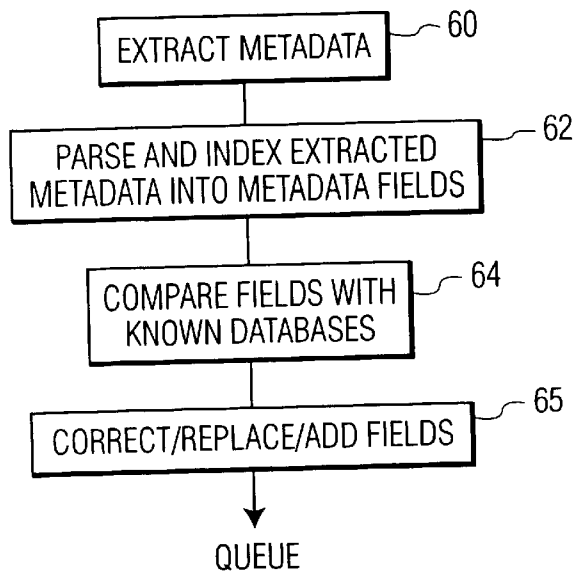 EXTRACT METADATA
60
PARSE AND INDEX EXTRACTED
METADATA INTO METADATA FIELDS
62
COMPARE FIELDS WITH
KNOWN DATABASES
64
CORRECT/REPLACE/ADD FIELDS
65
QUEUE